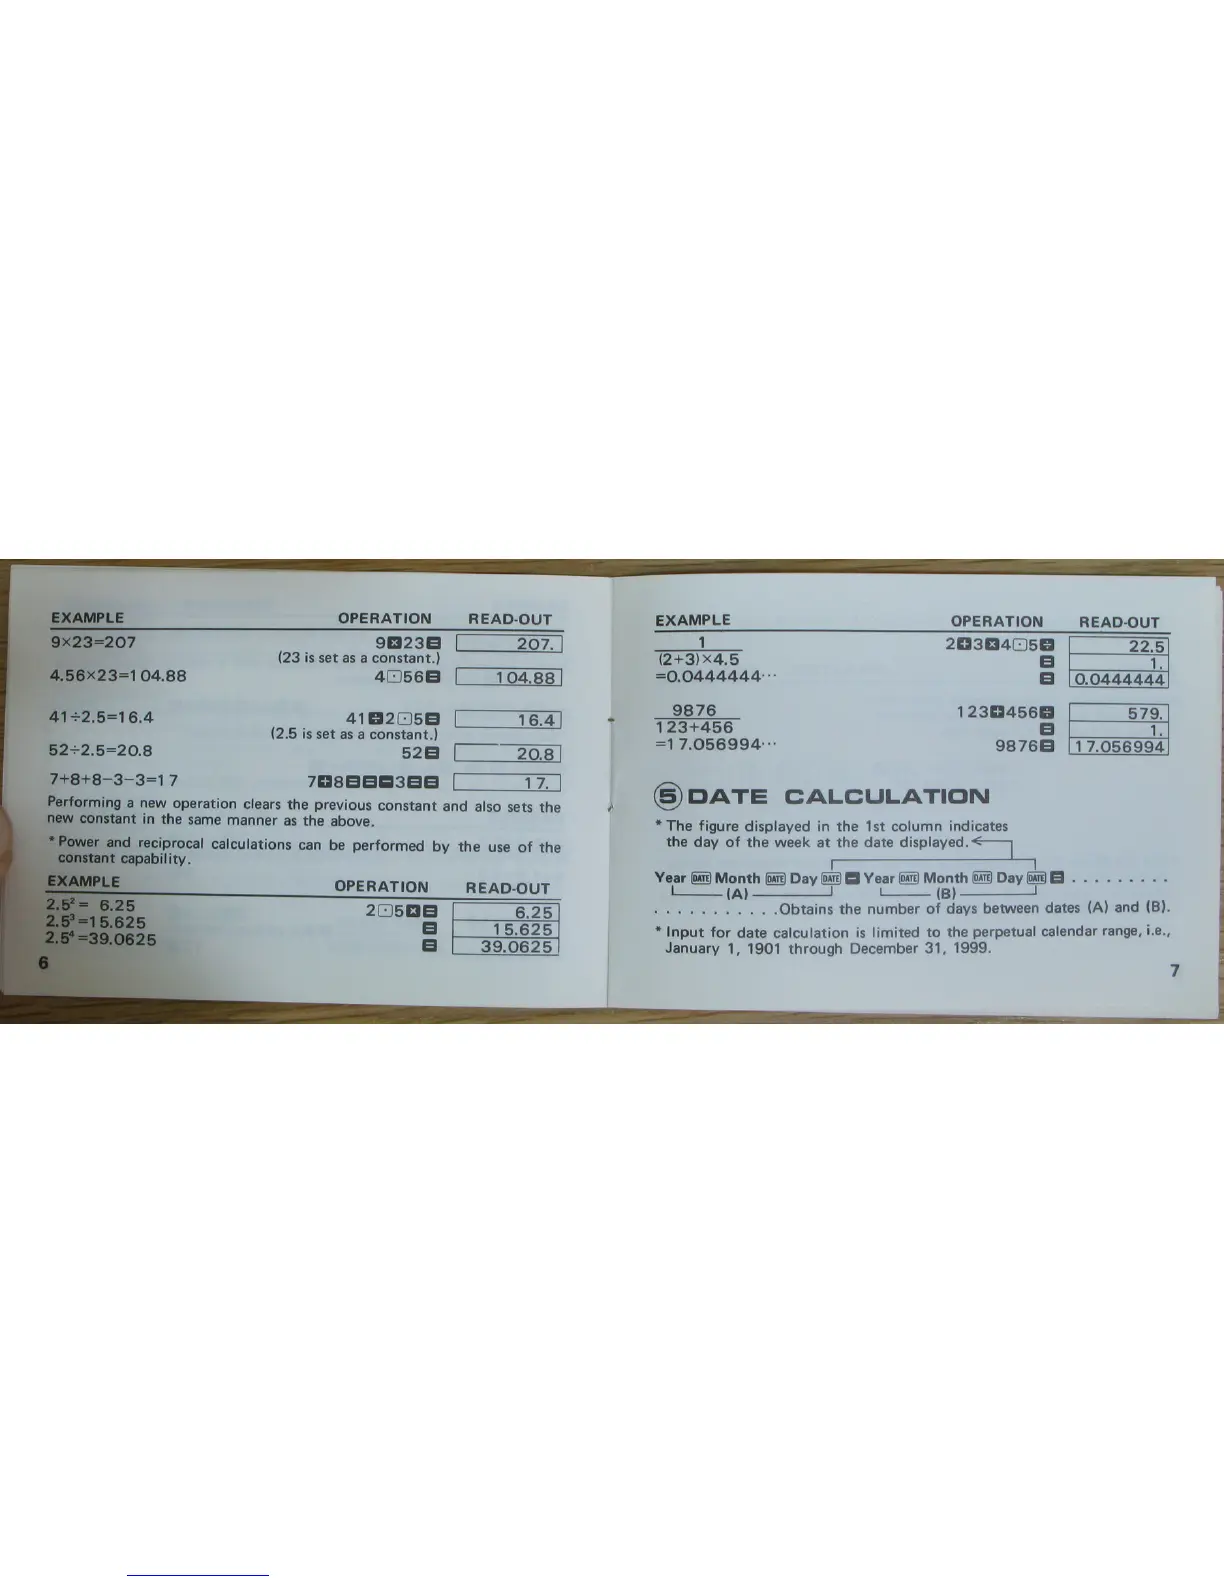 EXAMPLE OPERATION READ-OUT
9×23=207 9×23= 207.
(23 is set as a constant.)
4.56×23=104.88 4·56= 104.88
41÷2.5=16.4 41÷2·5= 16.4
(2.5 is set as a constant.)
52÷2.5=20.8 52= 20.8
7+8+8−3−3=17 7+8==−3== 17.
Performing a new operation clears the previous constant and also sets the
new constant in the same manner as the above.
* Power and reciprocal calculations can be performed by the use of the
constant capability.
EXAMPLE OPERATION READ-OUT
2.5²= 6.25 2·5×= 6.25
2.5³=15.625 = 15.625
2.5⁴=39.0625 = 39.0625
6
EXAMPLE OPERATION READ-OUT
1 2+3×4·5÷ 22.5
(2+3)×4.5 = 1.
=0.0444444··· = 0.0444444
9876 123+456÷ 579.
123+456 = 1.
=17.056994··· 9876= 17.056994
5 DATE CALCULATION
* The figure displayed in the 1st column indicates
the day of the week at the date displayed.
Year DATE Month DATE Day DATE − Year DATE Month DATE Day DATE = . . . . . . . . .
(A) (B)
. . . . . . . . . . .Obtains the number of days between dates (A) and (B).
* Input for date calculation is limited to the perpetual calendar range, i.e.,
January 1, 1901 through December 31, 1999.
7